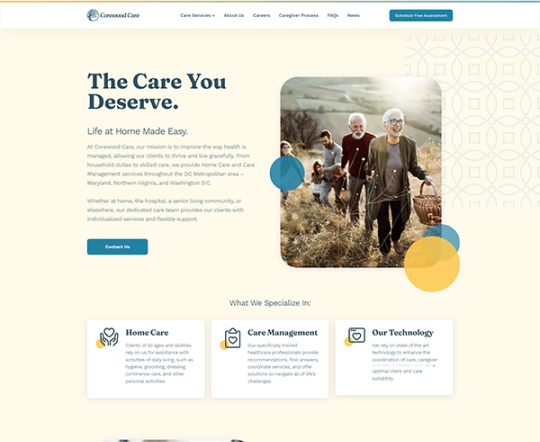 Corewood Care
Care Services
About Us
Careers
Caregiver Process
FAQs
News
Schedule Free Assessment
The Care You
Deserve.
Life at Home Made Easy.
At Corewood Care, our mission is to improve the way health is
managed, allowing our clients to thrive and live gracefully. From
household duties to skilled care, we provide Home Care and Care
Management services throughout the DC Metropolitan area –
Maryland, Northern Virginia, and Washington D.C.
Whether at home, the hospital, a senior living community, or
elsewhere, our dedicated care team provides our clients with
individualized services and flexible support.
Contact Us
What We Specialize In:
Home Care
Clients of all ages and abilities
rely on us for assistance with
activities of daily living, such as
hygiene, grooming, dressing,
continence care, and other
personal activities.
Care Management
Our specifically trained
healthcare professionals provide
recommendations, find answers,
coordinate services, and offer
solutions to navigate all of life's
challenges.
Our Technology
We rely on state of the art
technology to enhance the
coordination of care, caregiver
optimal client and care
suitability.